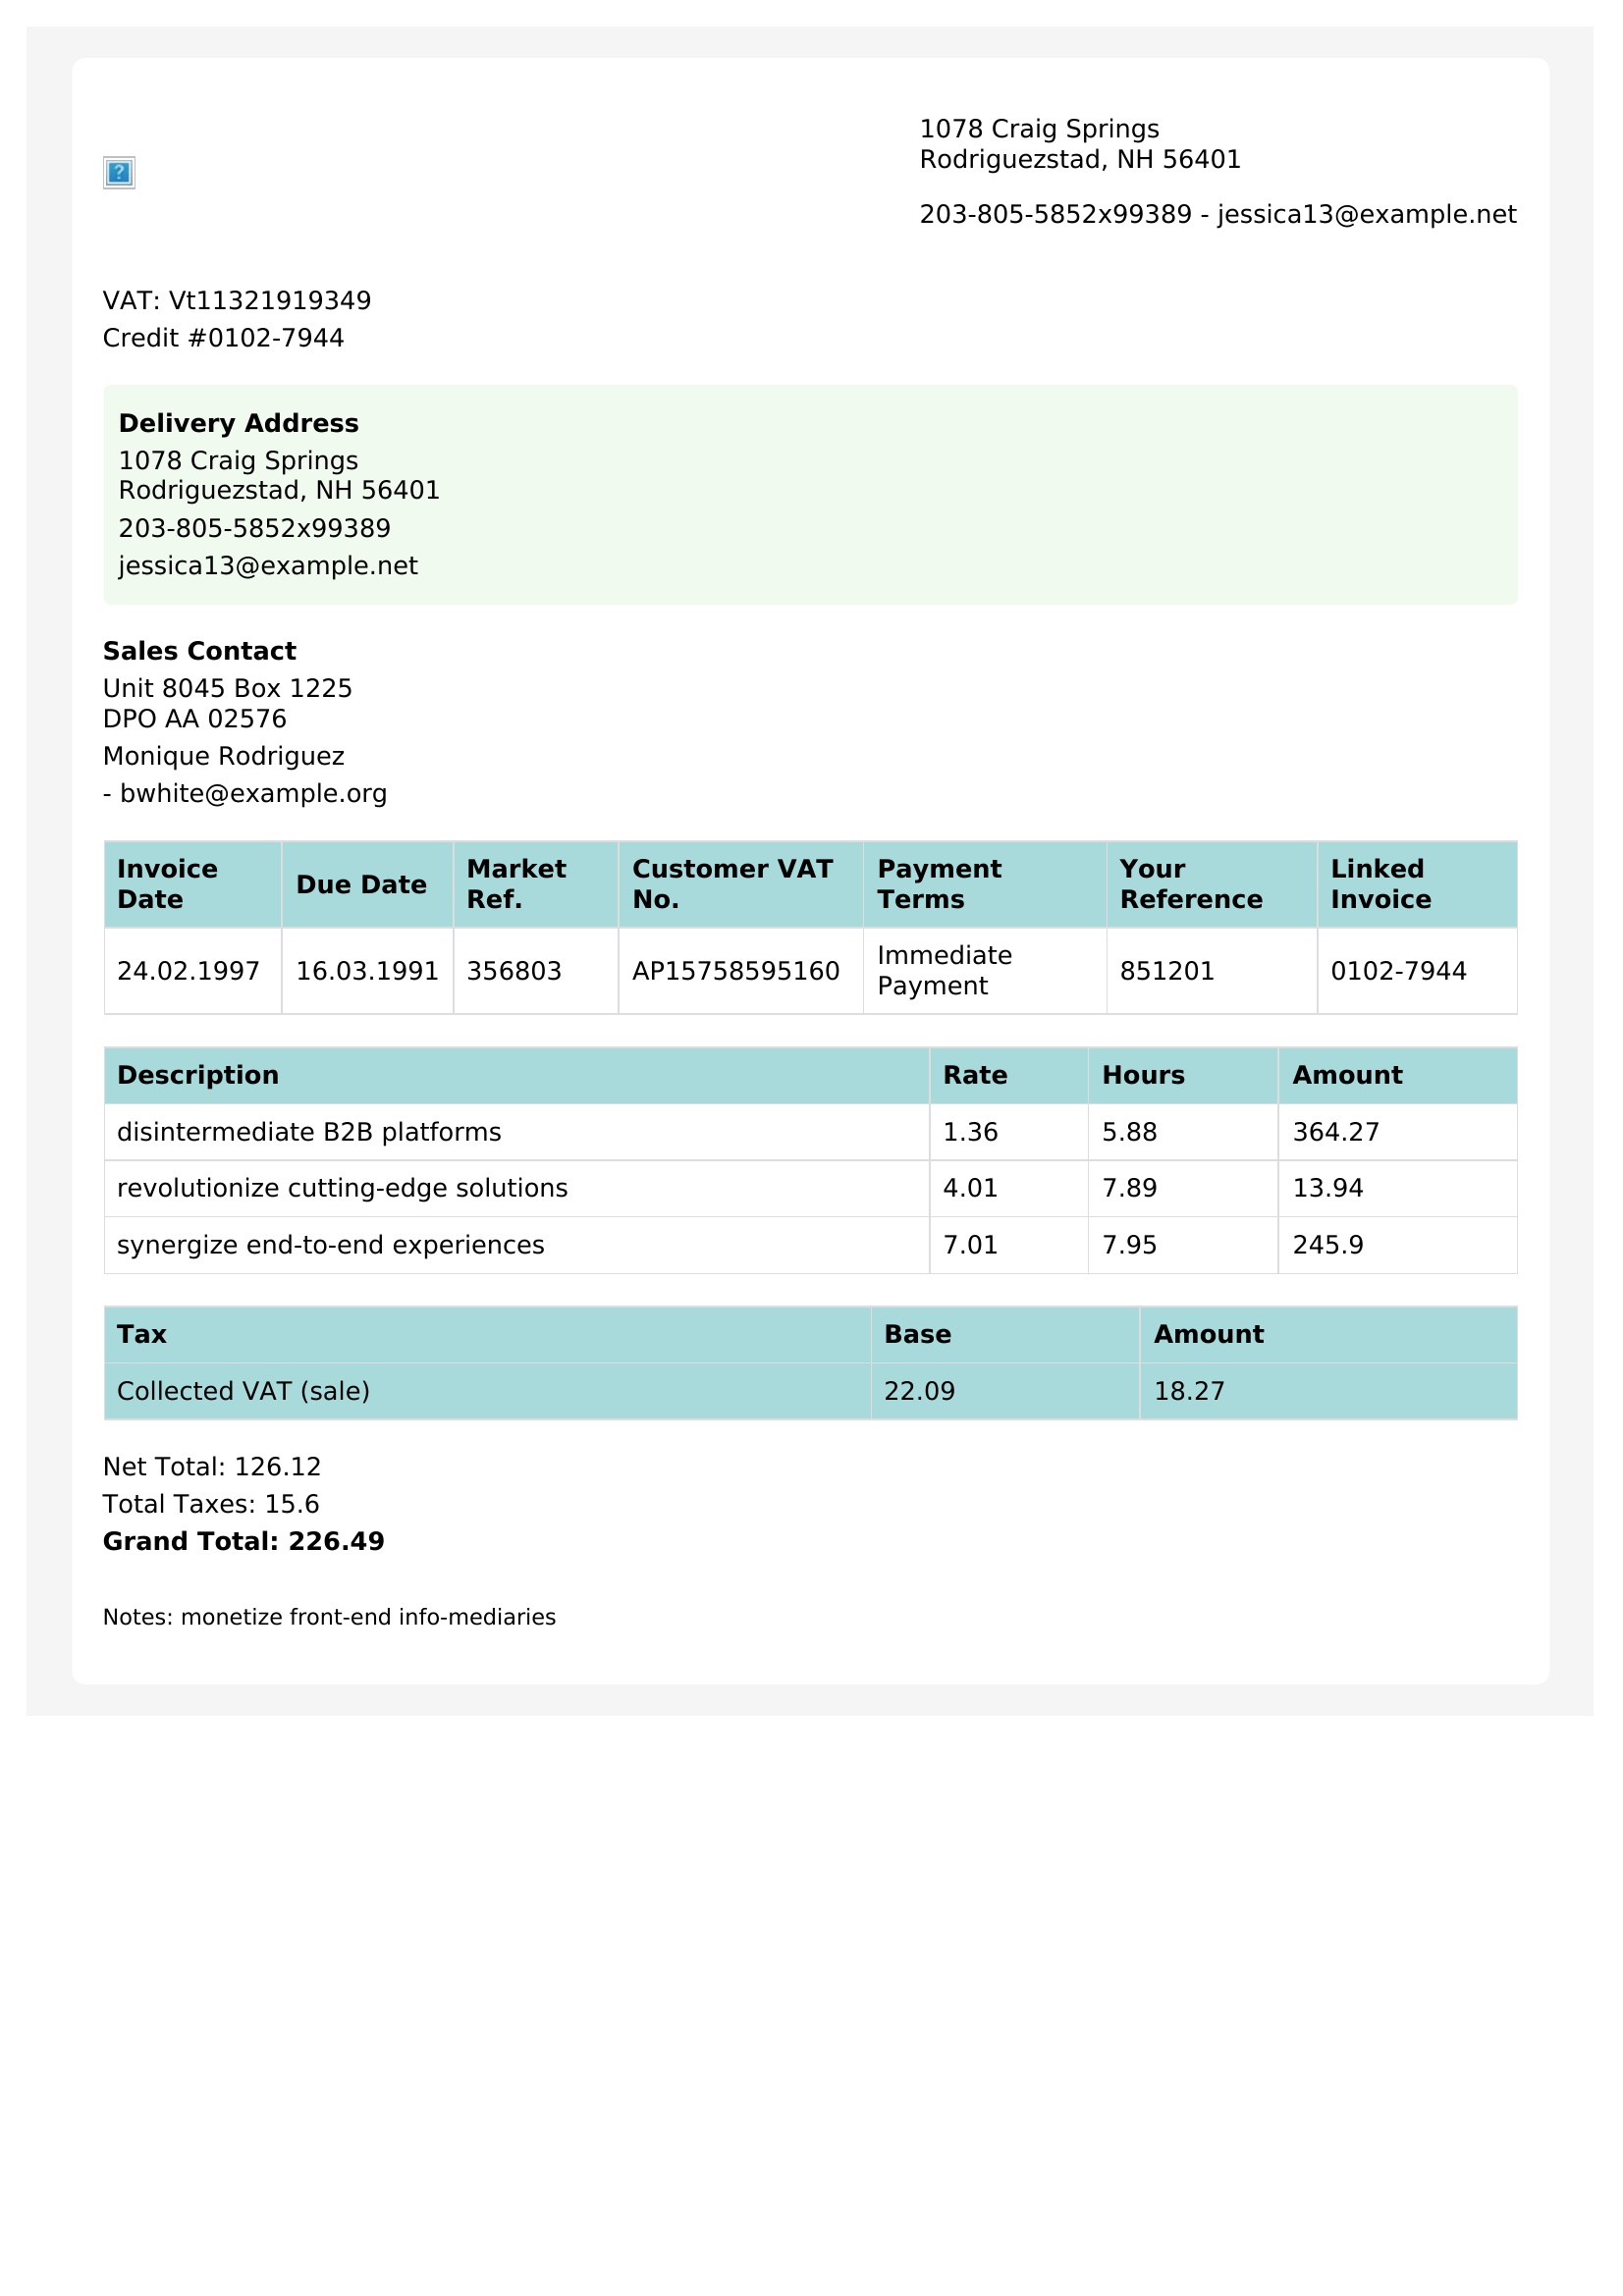 1078 Craig Springs
Rodriguezstad, NH 56401
203-805-5852x99389 - jessica13@example.net
VAT: Vt11321919349
Credit #0102-7944
Delivery Address
1078 Craig Springs
Rodriguezstad, NH 56401
203-805-5852x99389
jessica13@example.net
Sales Contact
Unit 8045 Box 1225
DPO AA 02576
Monique Rodriguez
- bwhite@example.org
Invoice Date Due Date Market Ref. Customer VAT No. Payment Terms Your Reference Linked Invoice
24.02.1997 16.03.1991 356803 AP15758595160 Immediate Payment 851201 0102-7944
Description Rate Hours Amount
disintermediate B2B platforms 1.36 5.88 364.27
revolutionize cutting-edge solutions 4.01 7.89 13.94
synergize end-to-end experiences 7.01 7.95 245.9
Tax Base Amount
Collected VAT (sale) 22.09 18.27
Net Total: 126.12
Total Taxes: 15.6
Grand Total: 226.49
Notes: monetize front-end info-mediaries